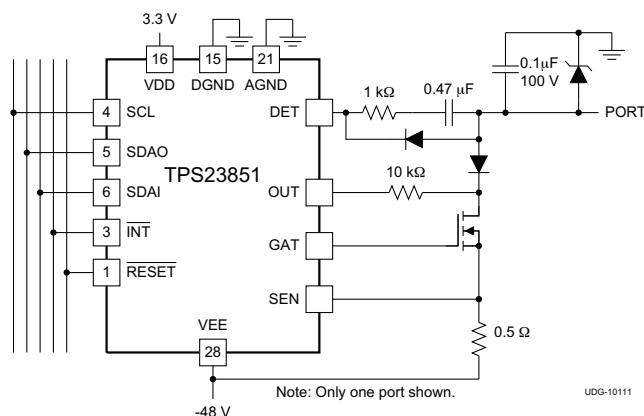 3.3 V
16
15
21
VDD
DGND
AGND
4
SCL
DET
1 kΩ
0.47 μF
0.1μF
100 V
PORT
5
SDAO
TPS23851
6
SDAI
OUT
10 kΩ
3
INT
GAT
1
RESET
SEN
VEE
28
0.5 Ω
Note: Only one port shown.
-48 V
UDG-10111